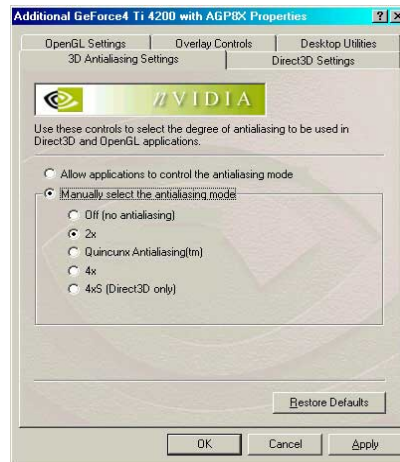 Additional GeForce4 Ti 4200 with AGP8X Properties
OpenGL Settings
Overlay Controls
Desktop Utilities
3D Antialiasing Settings
Direct3D Settings
nVIDIA
Use these controls to select the degree of antialiasing to be used in
Direct3D and OpenGL applications.
Allow applications to control the antialiasing mode
Manually select the antialiasing mode
Off (no antialiasing)
2x
Quincunx Antialiasing(tm)
4x
4xS (Direct3D only)
Restore Defaults
OK
Cancel
Apply